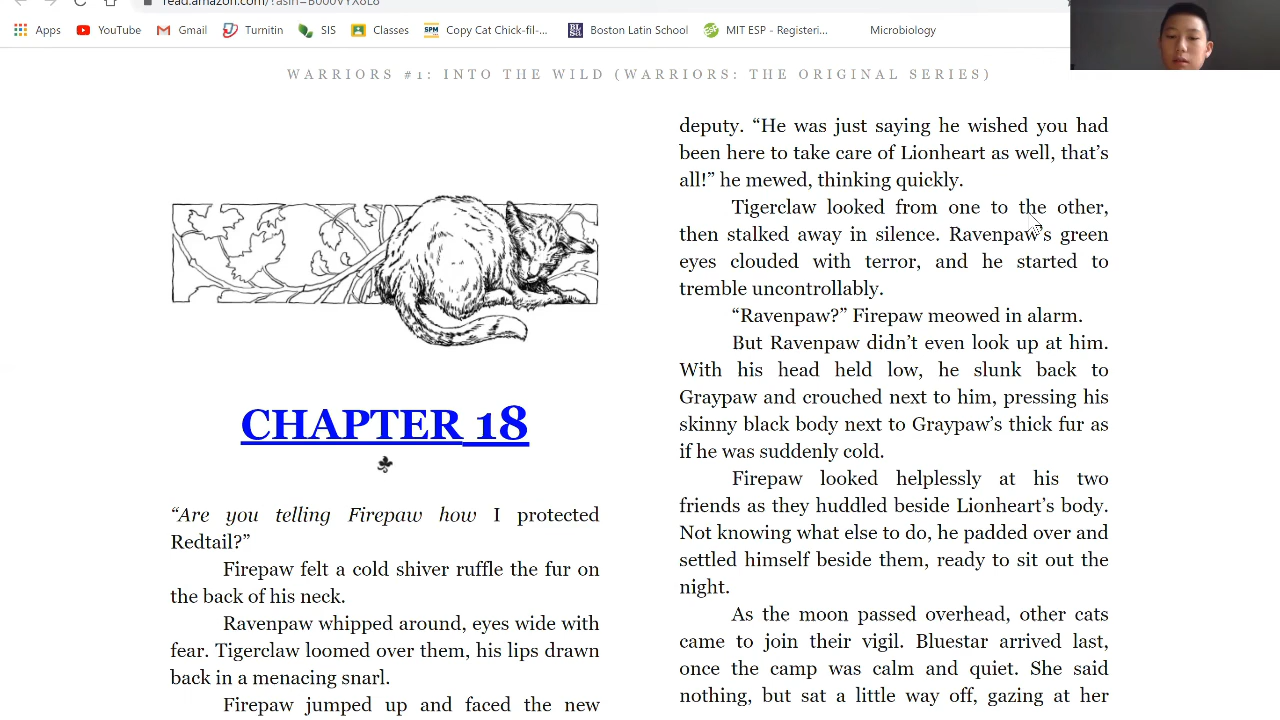 read.amazon.com/?asin=B000VYX8L8
Apps YouTube Gmail Turnitin SIS Classes SPM Copy Cat Chick-fil-... BLS Boston Latin School MIT ESP - Registeri... Microbiology
WARRIORS #1: INTO THE WILD (WARRIORS: THE ORIGINAL SERIES)
CHAPTER 18
“Are you telling Firepaw how I protected
Redtail?”
Firepaw felt a cold shiver ruffle the fur on
the back of his neck.
Ravenpaw whipped around, eyes wide with
fear. Tigerclaw loomed over them, his lips drawn
back in a menacing snarl.
Firepaw jumped up and faced the new
deputy. “He was just saying he wished you had
been here to take care of Lionheart as well, that’s
all!” he mewed, thinking quickly.
Tigerclaw looked from one to the other,
then stalked away in silence. Ravenpaw’s green
eyes clouded with terror, and he started to
tremble uncontrollably.
“Ravenpaw?” Firepaw meowed in alarm.
But Ravenpaw didn’t even look up at him.
With his head held low, he slunk back to
Graypaw and crouched next to him, pressing his
skinny black body next to Graypaw’s thick fur as
if he was suddenly cold.
Firepaw looked helplessly at his two
friends as they huddled beside Lionheart’s body.
Not knowing what else to do, he padded over and
settled himself beside them, ready to sit out the
night.
As the moon passed overhead, other cats
came to join their vigil. Bluestar arrived last,
once the camp was calm and quiet. She said
nothing, but sat a little way off, gazing at her